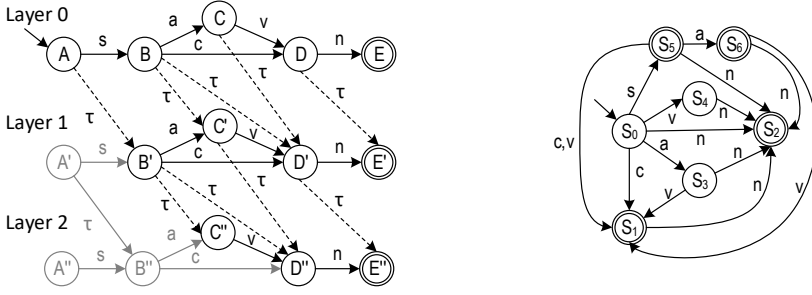 Layer 0
A
s
B
a
C
v
c
D
n
E
τ
τ
τ
τ
τ
Layer 1
A'
s
B'
a
C'
v
c
D'
n
E'
τ
τ
τ
τ
τ
Layer 2
A''
s
B''
a
C''
v
c
D''
n
E''
S5
a
S6
s
n
n
v
S4
n
c,v
S0
n
S2
a
c
S3
n
v
n
v
S1